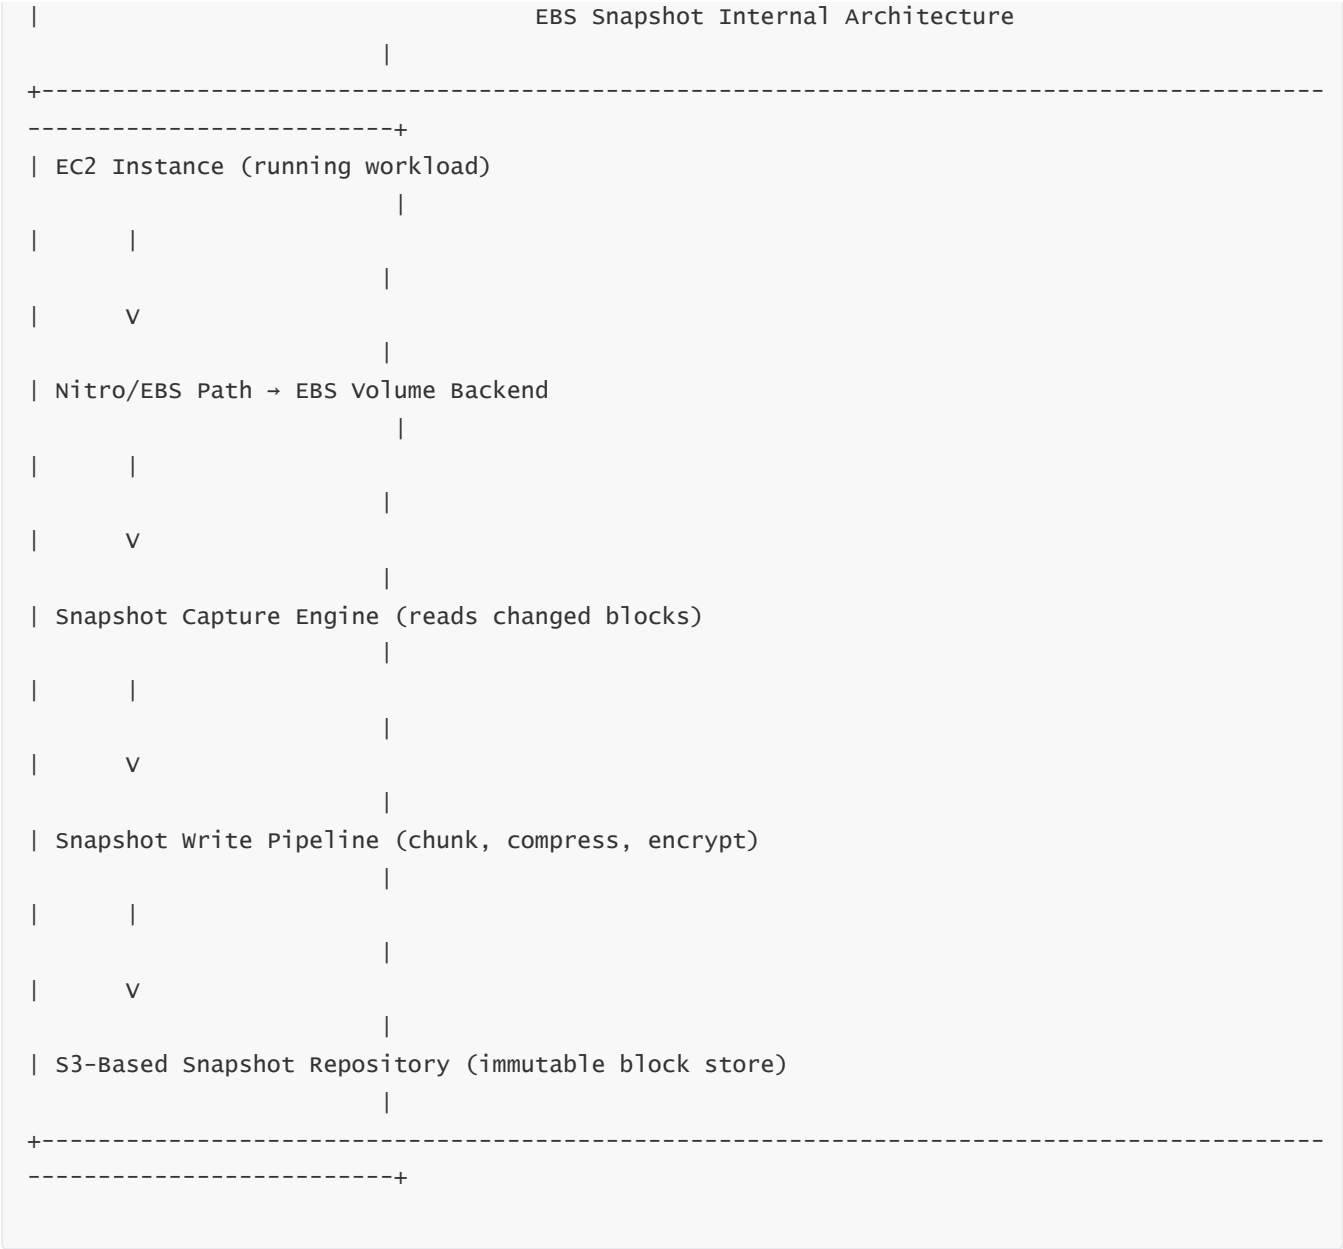 |                                   EBS Snapshot Internal Architecture
                         |
+-------------------------------------------------------------------------------------------
--------------------------+
| EC2 Instance (running workload)
                          |
|      |
                         |
|      V
                         |
| Nitro/EBS Path → EBS Volume Backend
                          |
|      |
                         |
|      V
                         |
| Snapshot Capture Engine (reads changed blocks)
                         |
|      |
                         |
|      V
                         |
| Snapshot Write Pipeline (chunk, compress, encrypt)
                         |
|      |
                         |
|      V
                         |
| S3-Based Snapshot Repository (immutable block store)
                         |
+-------------------------------------------------------------------------------------------
--------------------------+